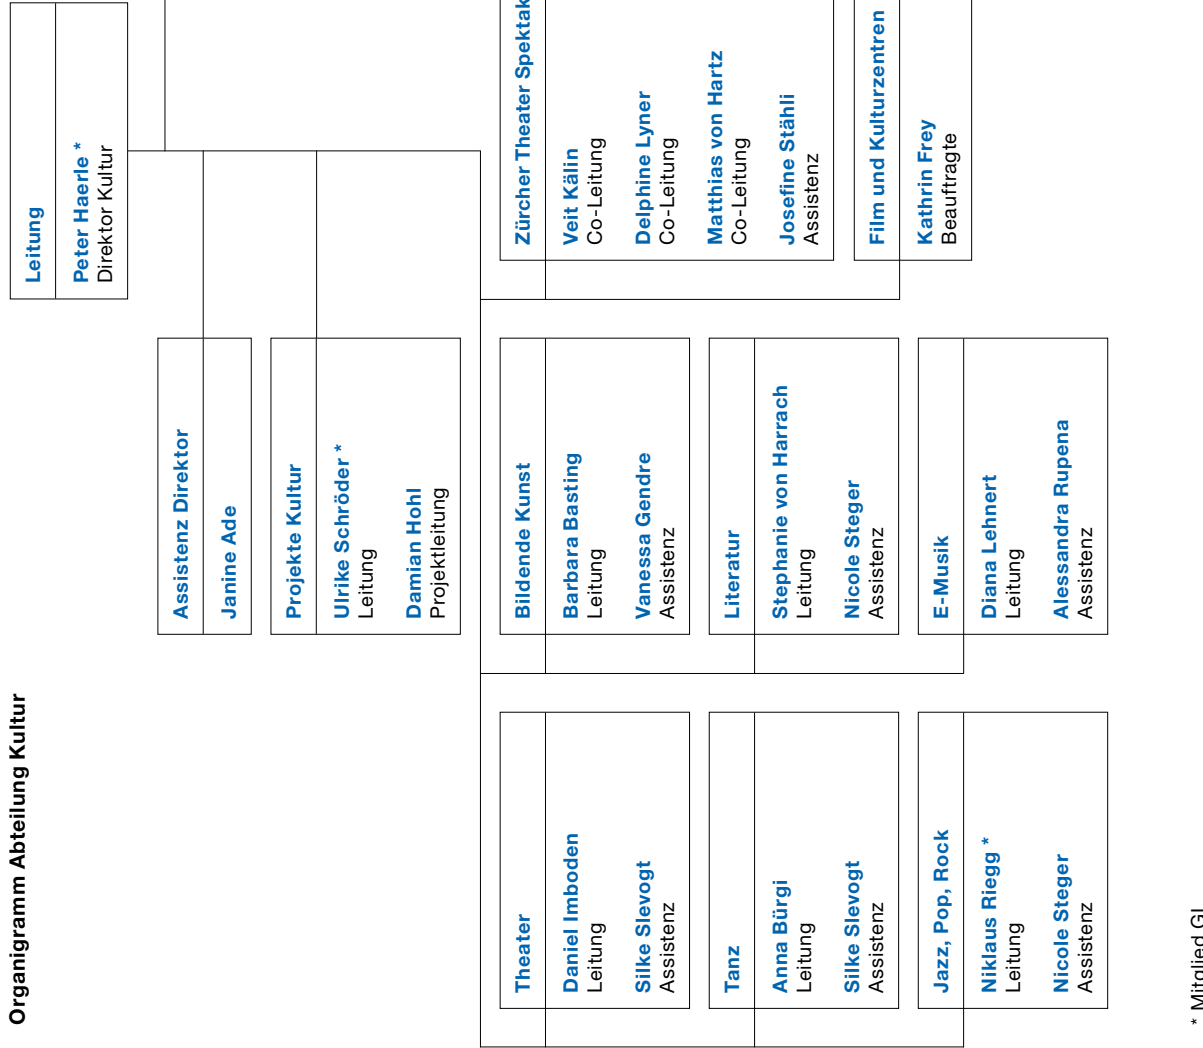 Organigramm Abteilung Kultur
Leitung
Peter Haerle *
Direktor Kultur
Assistenz Direktor
Janine Ade
Projekte Kultur
Ulrike Schröder *
Leitung
Damian Hohl
Projektleitung
Theater
Daniel Imboden
Leitung
Silke Slevogt
Assistenz
Tanz
Anna Bürgi
Leitung
Silke Slevogt
Assistenz
Jazz, Pop, Rock
Niklaus Riegg *
Leitung
Nicole Steger
Assistenz
Bildende Kunst
Barbara Basting
Leitung
Vanessa Gendre
Assistenz
Literatur
Stephanie von Harrach
Leitung
Nicole Steger
Assistenz
E-Musik
Diana Lehnert
Leitung
Alessandra Rupena
Assistenz
Zürcher Theater Spektak
Veit Kälin
Co-Leitung
Delphine Lyner
Co-Leitung
Matthias von Hartz
Co-Leitung
Josefine Stähli
Assistenz
Film und Kulturzentren
Kathrin Frey
Beauftragte
* Mitglied GL